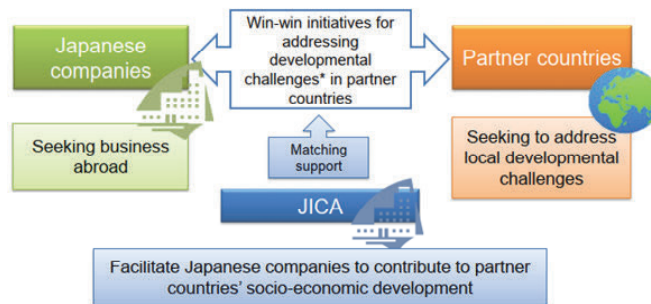 Japanese
companies
Win-win initiatives for
addressing
developmental
challenges* in partner
countries
Partner countries
Seeking business
abroad
Matching
support
Seeking to address
local developmental
challenges
JICA
Facilitate Japanese companies to contribute to partner
countries' socio-economic development